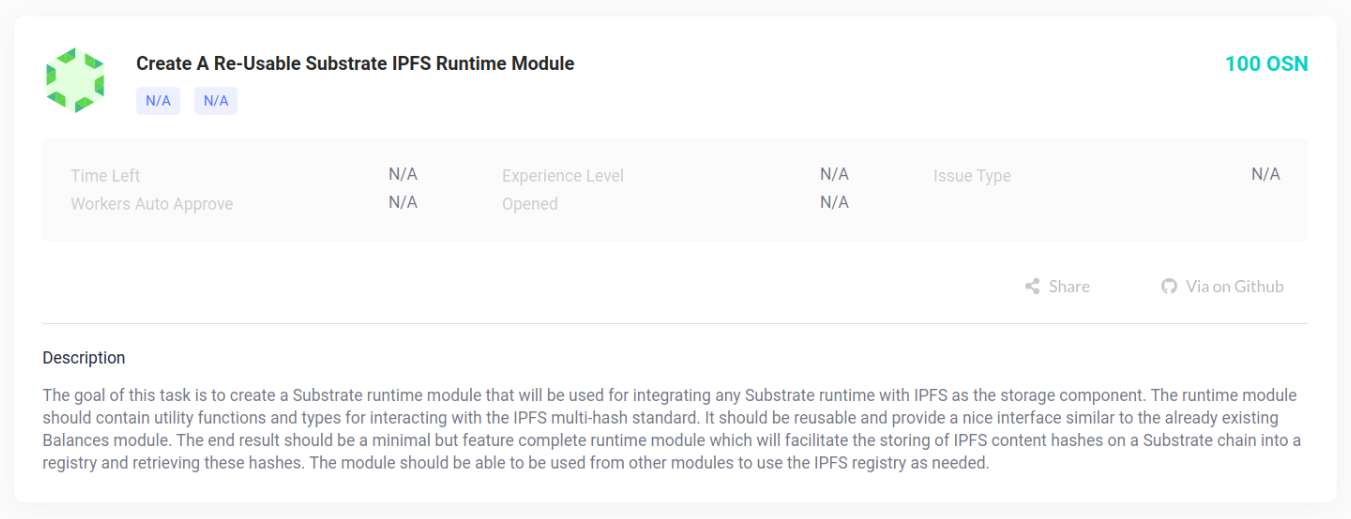 Create A Re-Usable Substrate IPFS Runtime Module
100 OSN
N/A N/A
Time Left N/A Experience Level N/A Issue Type N/A
Workers Auto Approve N/A Opened N/A
Share Via on Github
Description
The goal of this task is to create a Substrate runtime module that will be used for integrating any Substrate runtime with IPFS as the storage component. The runtime module
should contain utility functions and types for interacting with the IPFS multi-hash standard. It should be reusable and provide a nice interface similar to the already existing
Balances module. The end result should be a minimal but feature complete runtime module which will facilitate the storing of IPFS content hashes on a Substrate chain into a
registry and retrieving these hashes. The module should be able to be used from other modules to use the IPFS registry as needed.